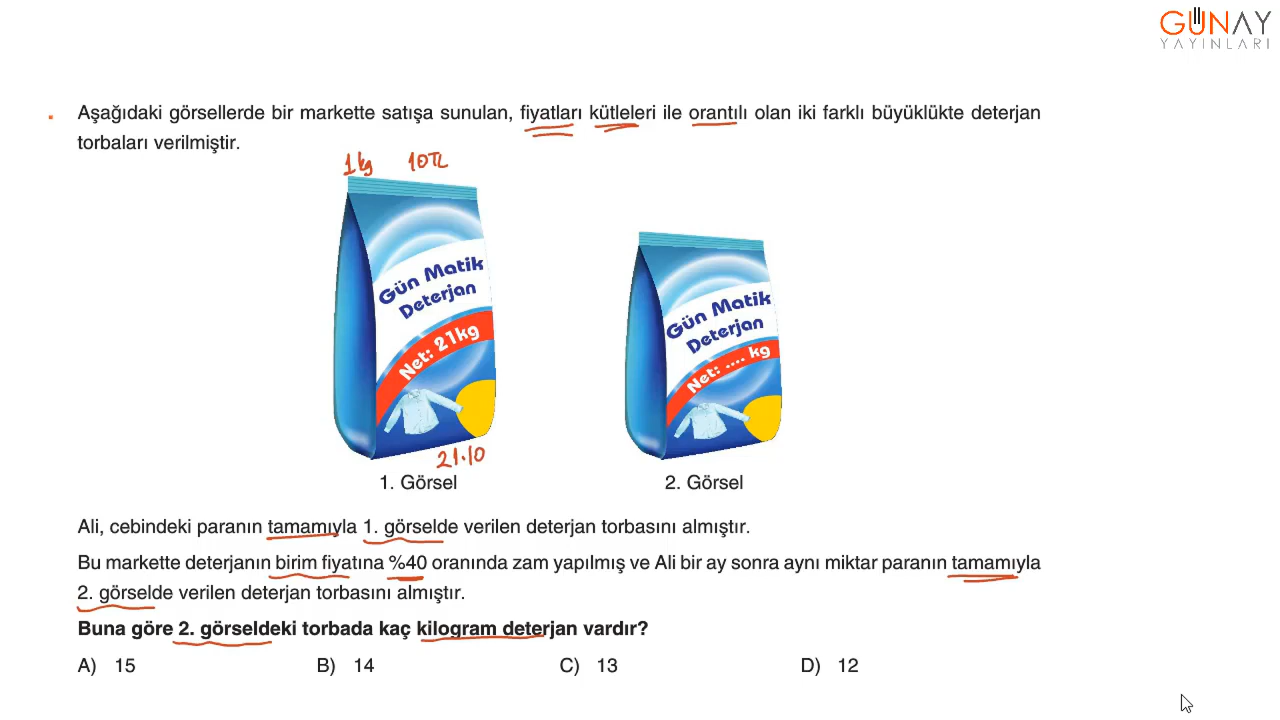 GÜNAY
YAYINLARI
Aşağıdaki görsellerde bir markette satışa sunulan, fiyatları kütleleri ile orantılı olan iki farklı büyüklükte deterjan
torbaları verilmiştir.
1kg 10TL
Gün Matik
Deterjan
Net: 21kg
21.10
1. Görsel
Gün Matik
Deterjan
Net: .... kg
2. Görsel
Ali, cebindeki paranın tamamıyla 1. görselde verilen deterjan torbasını almıştır.
Bu markette deterjanın birim fiyatına %40 oranında zam yapılmış ve Ali bir ay sonra aynı miktar paranın tamamıyla
2. görselde verilen deterjan torbasını almıştır.
Buna göre 2. görseldeki torbada kaç kilogram deterjan vardır?
A) 15 B) 14 C) 13 D) 12